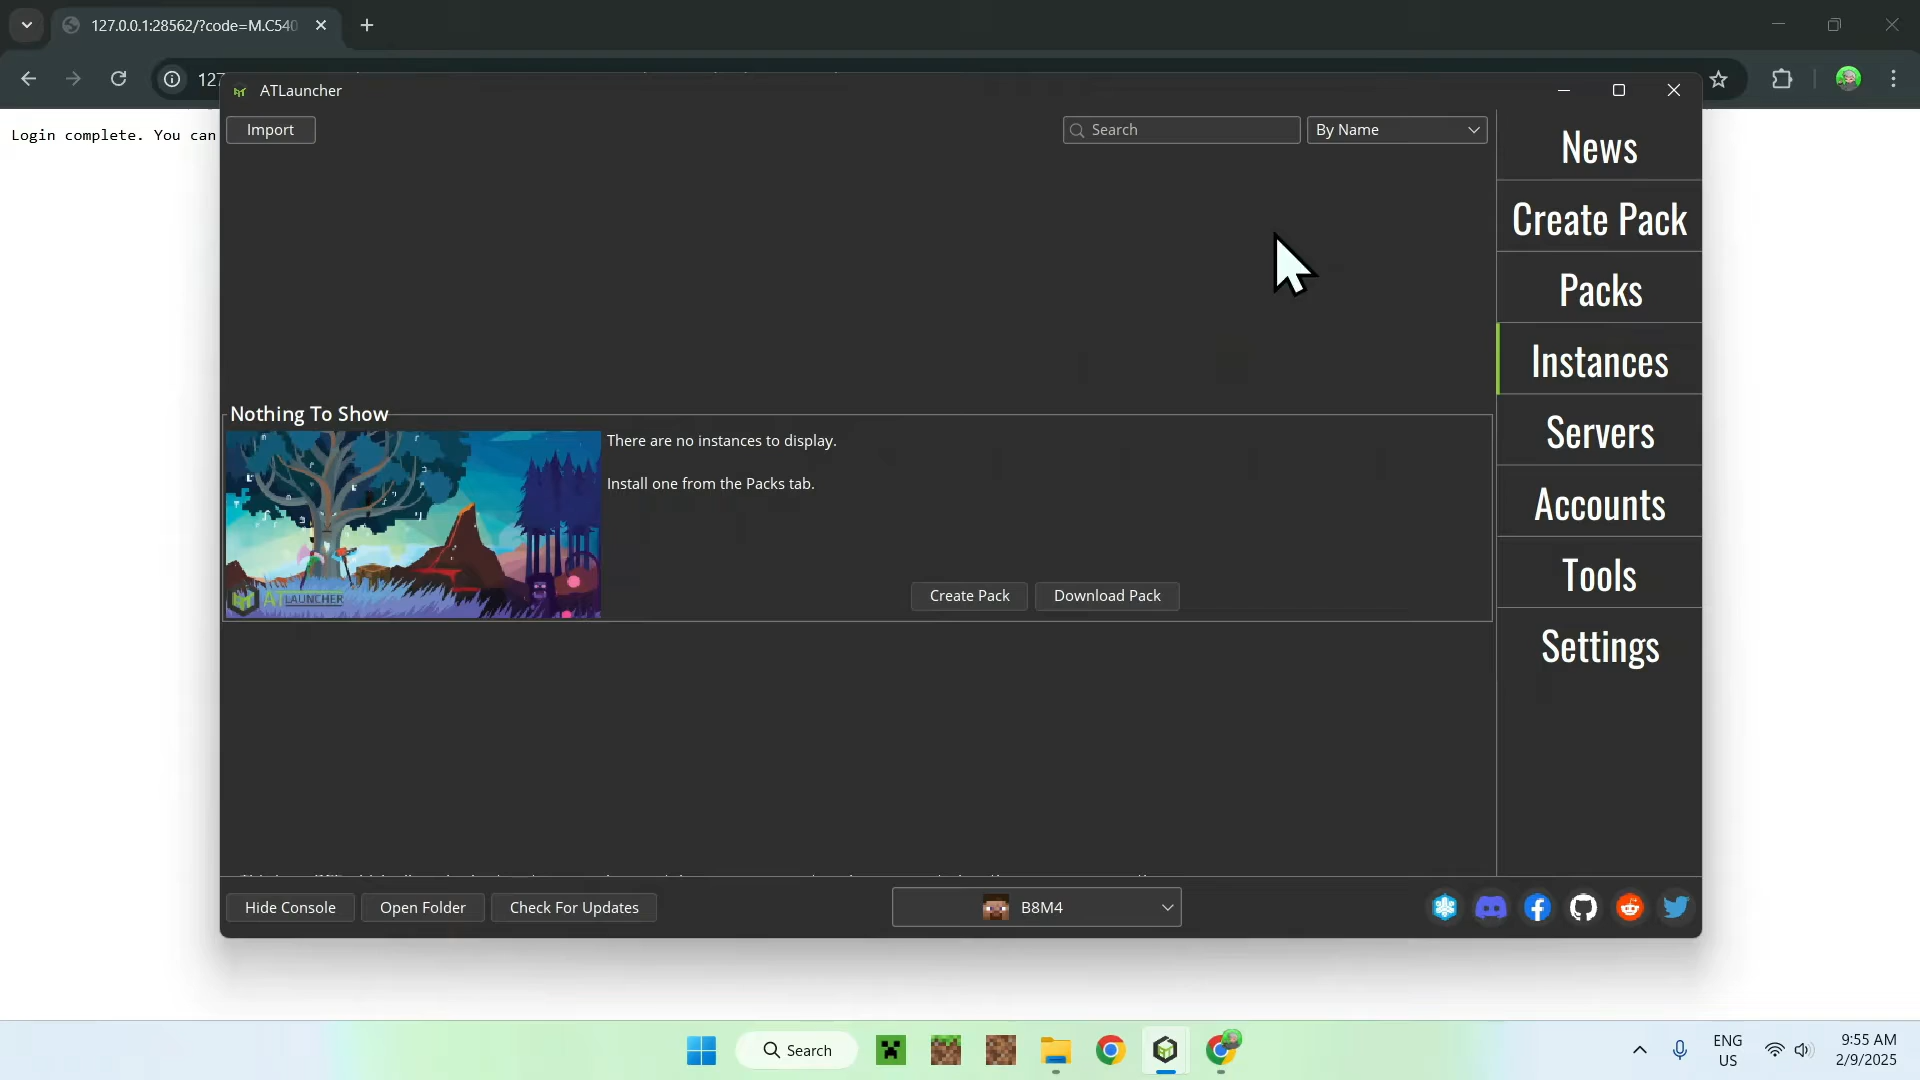 127.0.0.1:28562/?code=M.C540
127
ATLauncher
Login complete. You can
Import
Search
By Name
News
Create Pack
Packs
Instances
Servers
Accounts
Tools
Settings
Nothing To Show
There are no instances to display.
Install one from the Packs tab.
ATLAUNCHER
Create Pack
Download Pack
Hide Console
Open Folder
Check For Updates
B8M4
Search
ENG
US
9:55 AM
2/9/2025